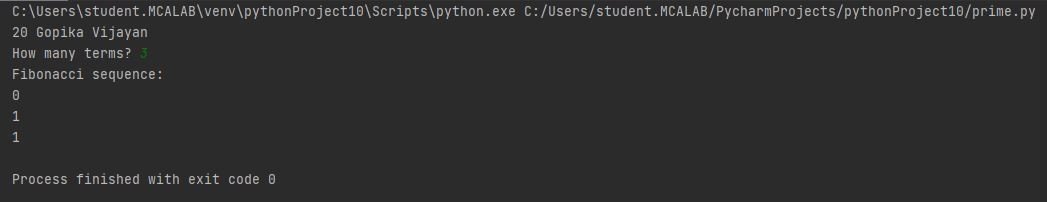 C:\Users\student.MCALAB\venv\pythonProject10\Scripts\python.exe C:/Users/student.MCALAB/PycharmProjects/pythonProject10/prime.py
20 Gopika Vijayan
How many terms? 3
Fibonacci sequence:
0
1
1
Process finished with exit code 0